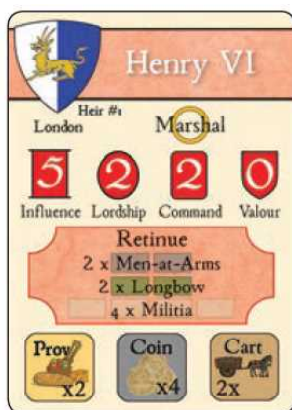 Henry VI
Heir #1
London
Marshal
5 2 2 0
Influence Lordship Command Valour
Retinue
2 x Men-at-Arms
2 x Longbow
4 x Militia
Prov Coin Cart
x2 x4 2x